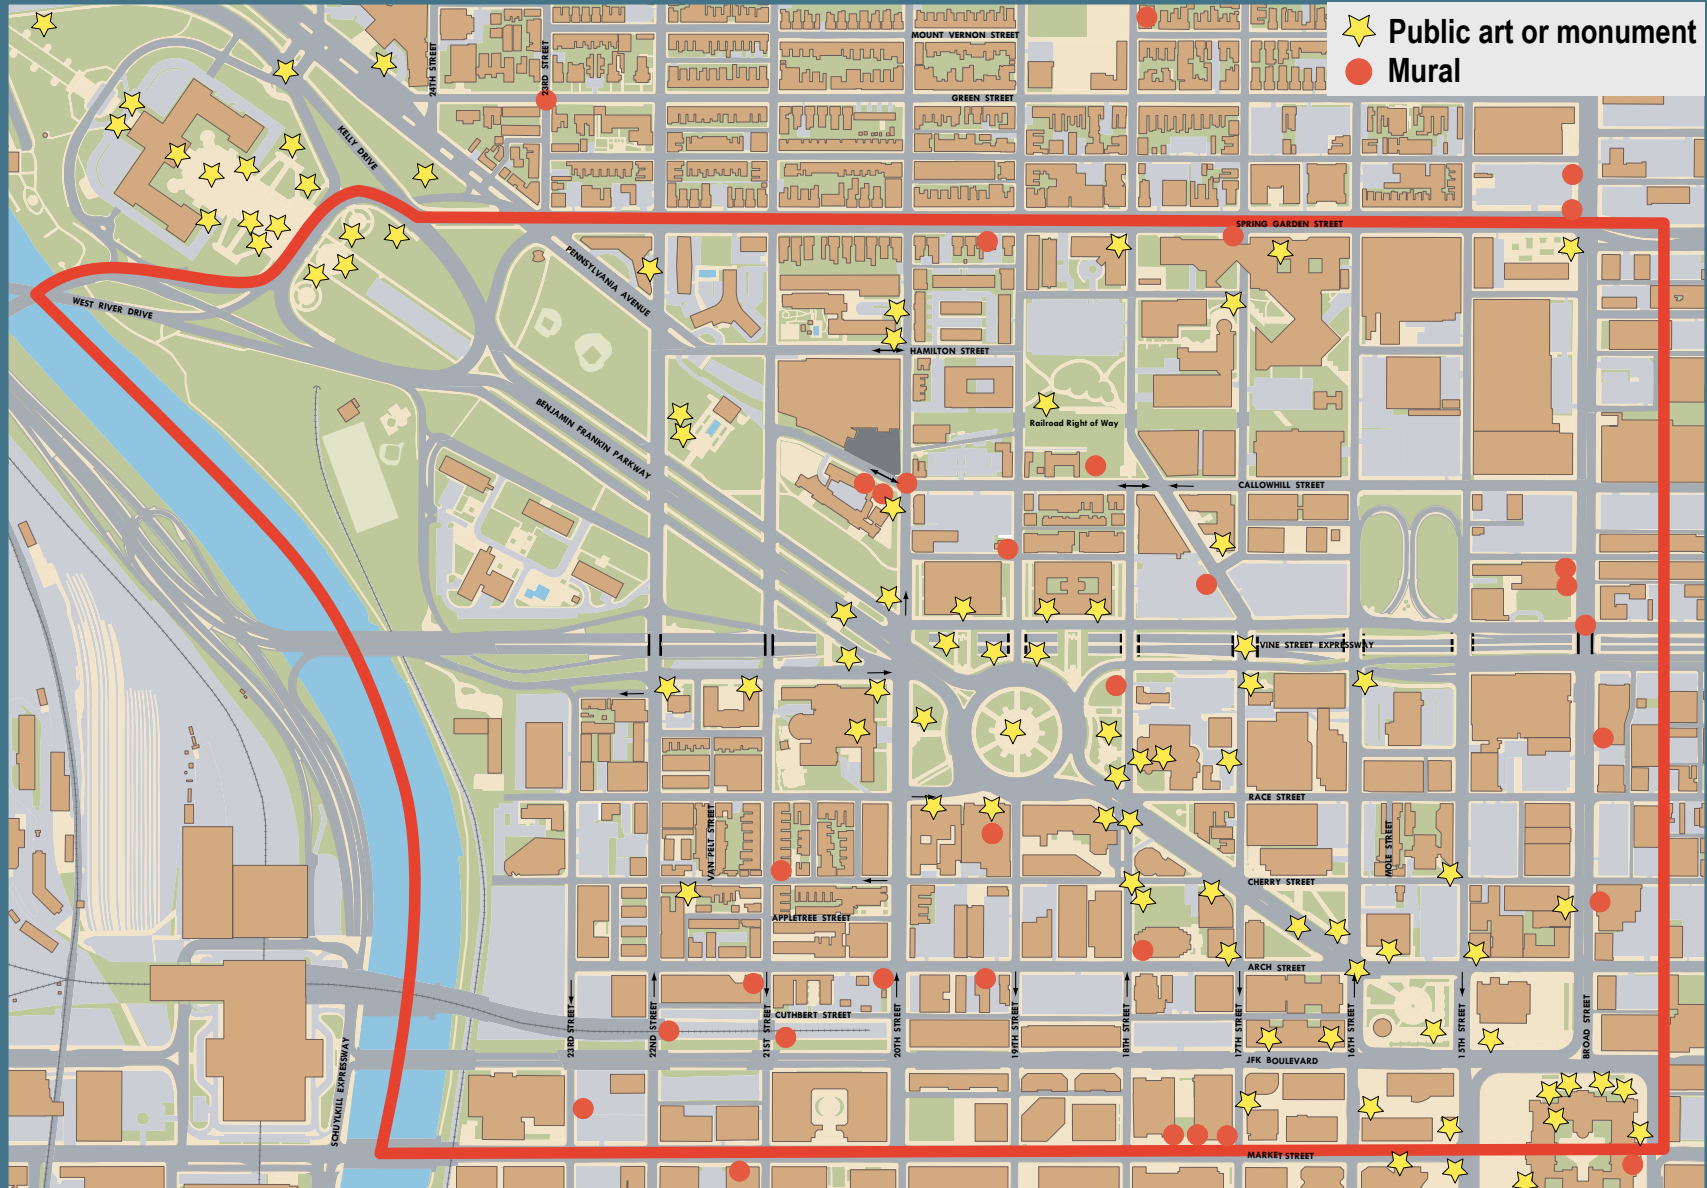 Public art or monument
Mural
MOUNT VERNON STREET
24TH STREET
23RD STREET
GREEN STREET
KELLY DRIVE
SPRING GARDEN STREET
PENNSYLVANIA AVENUE
WEST RIVER DRIVE
HAMILTON STREET
BENJAMIN FRANKIN PARKWAY
Railroad Right of Way
CALLOWHILL STREET
VINE STREET EXPRESSWAY
RACE STREET
VAN PELT STREET
MOLE STREET
CHERRY STREET
APPLETREE STREET
ARCH STREET
CUTHBERT STREET
23RD STREET
22ND STREET
21ST STREET
20TH STREET
19TH STREET
18TH STREET
17TH STREET
16TH STREET
15TH STREET
BROAD STREET
JFK BOULEVARD
SCHUYLKILL EXPRESSWAY
MARKET STREET